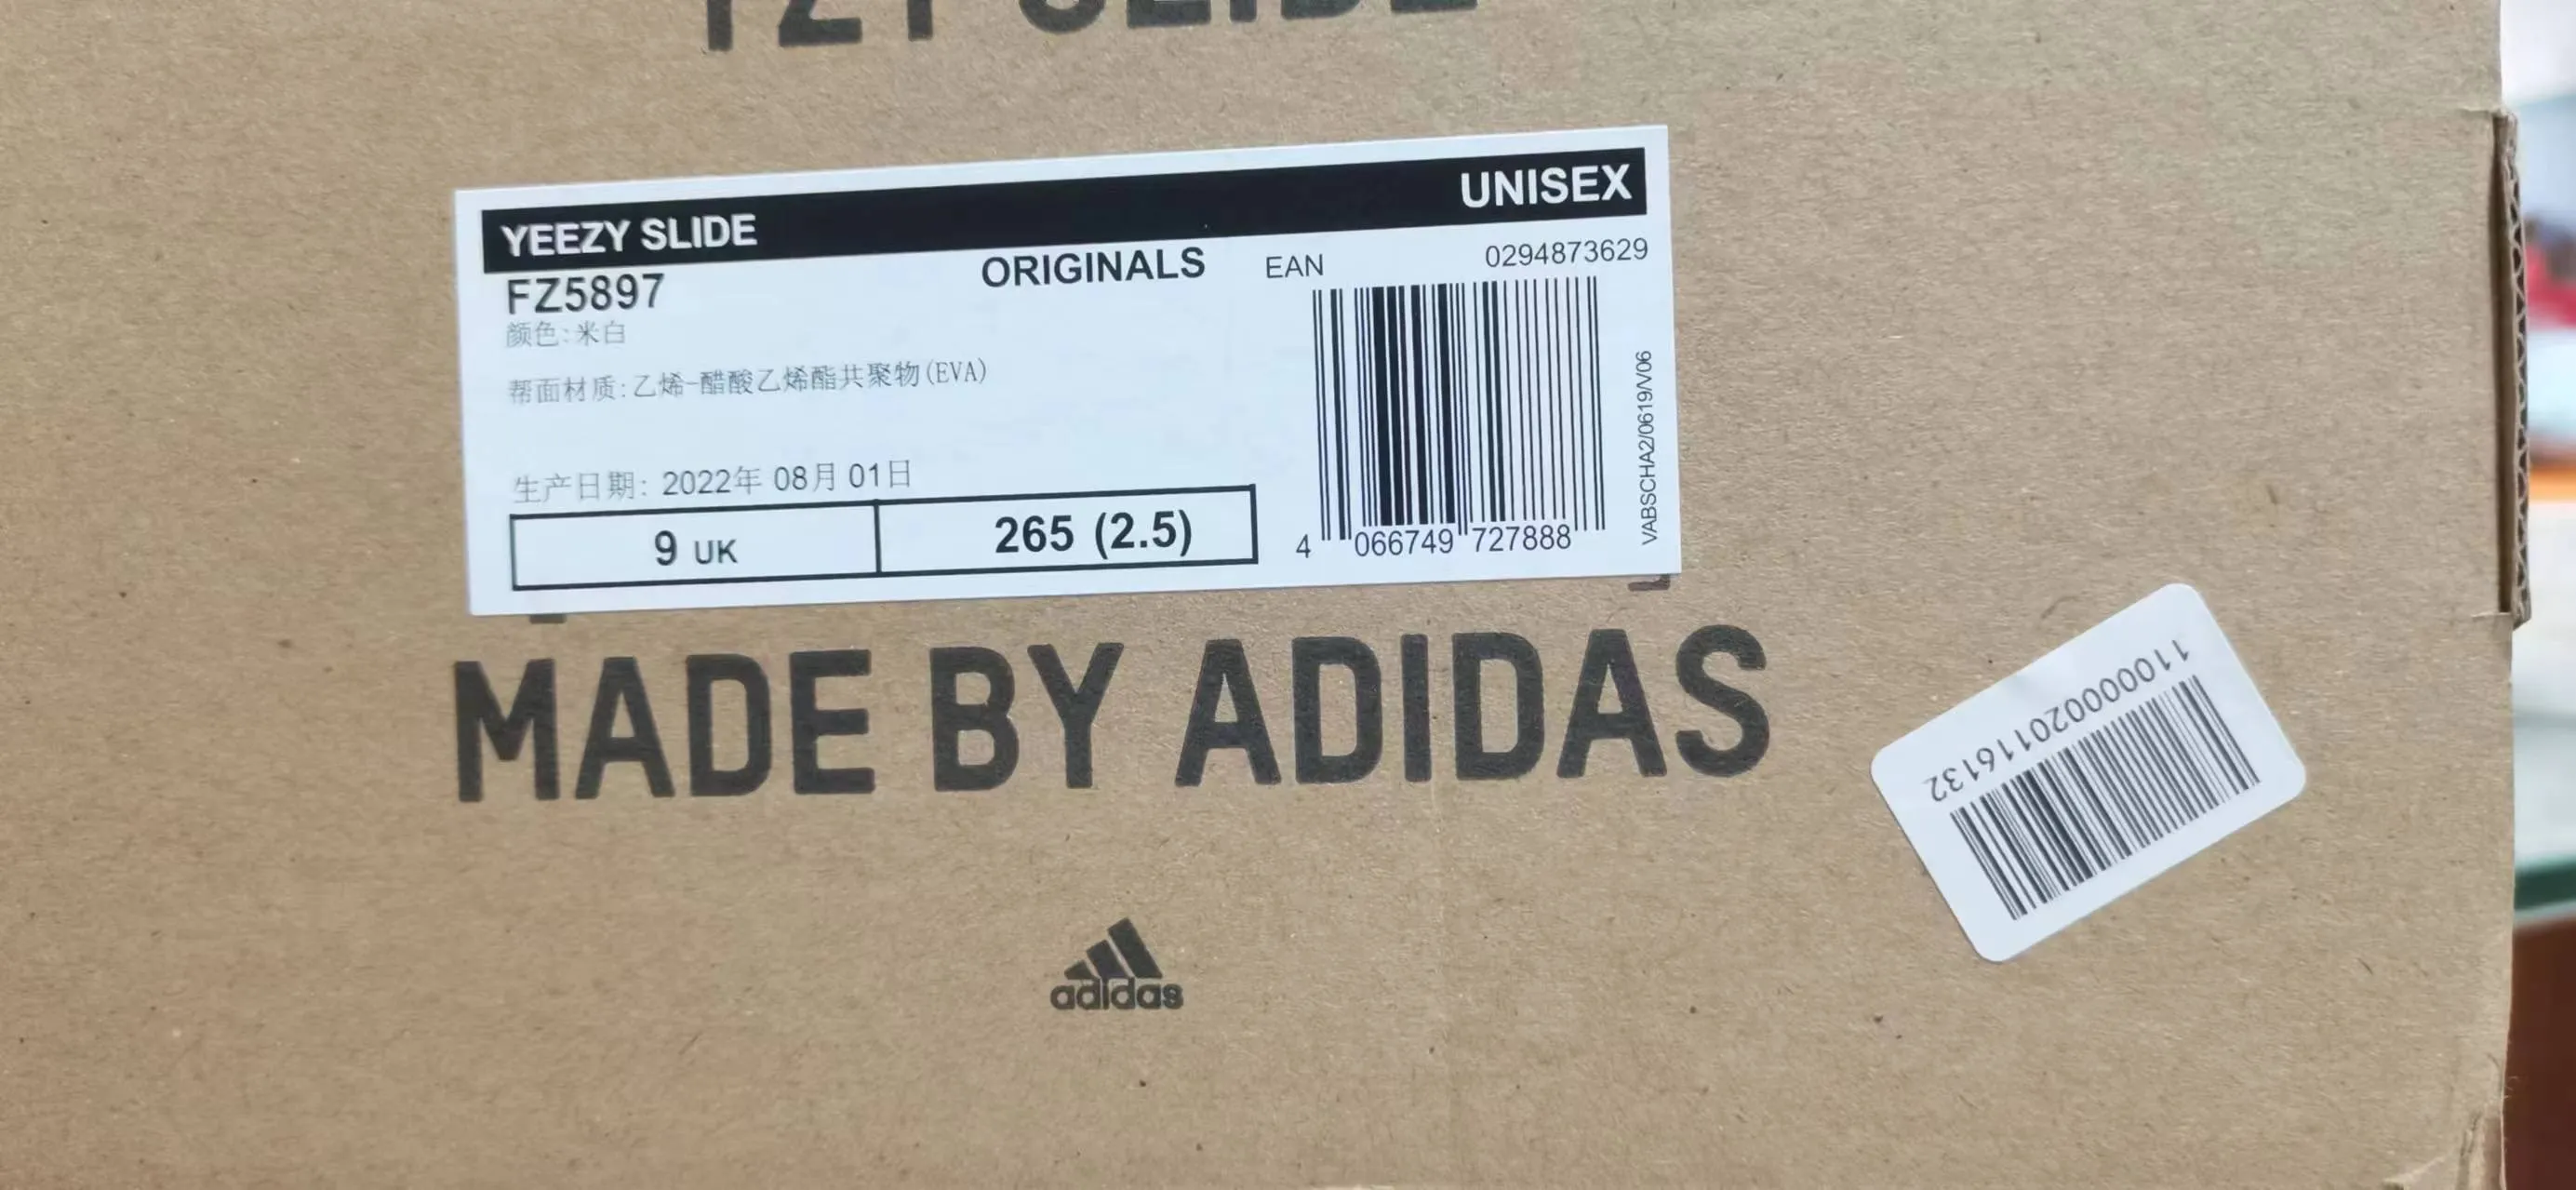 YZY SLIDE
YEEZY SLIDE UNISEX
FZ5897 ORIGINALS EAN 0294873629
颜色:米白
帮面材质:乙烯-醋酸乙烯酯共聚物(EVA)
生产日期: 2022年 08月 01日
9 UK 265 (2.5)
4 066749 727888
VABSCHA2/0619/V06
MADE BY ADIDAS
110000020116132
adidas